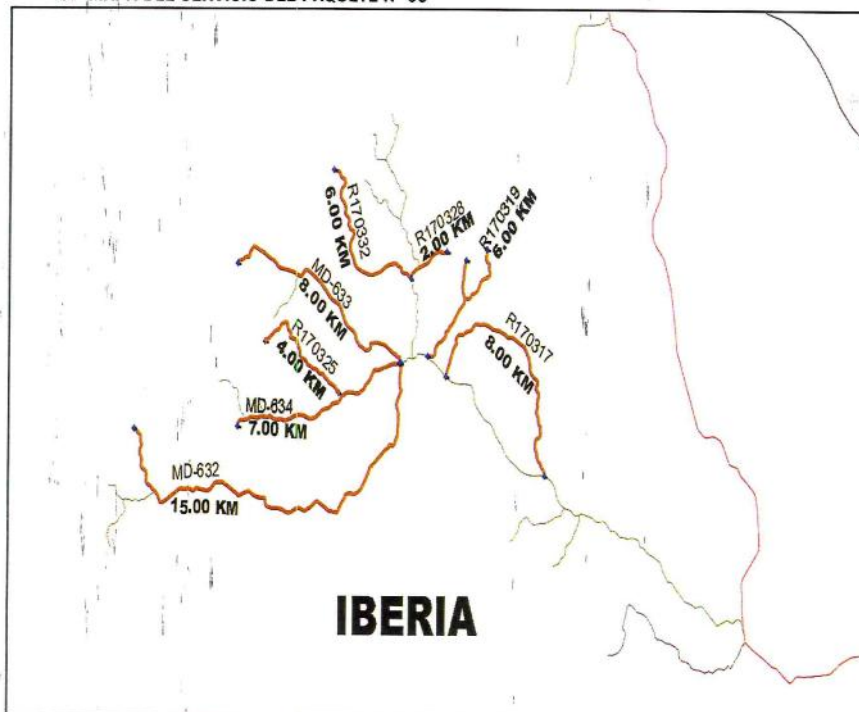 R170332
6.00 KM
R170328
2.00 KM
R170319
6.00 KM
MD-633
8.00 KM
R170325
4.00 KM
R170317
8.00 KM
MD-634
7.00 KM
MD-632
15.00 KM
IBERIA